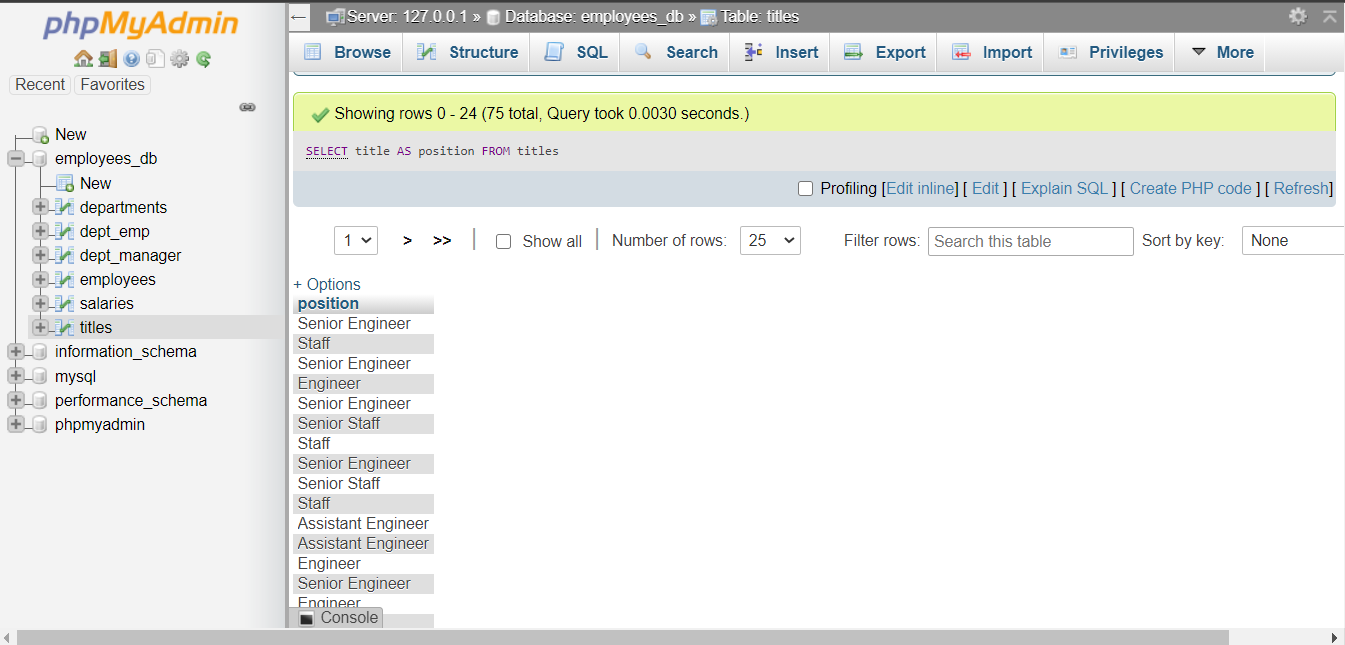 phpMyAdmin
Recent Favorites
New
employees_db
New
departments
dept_emp
dept_manager
employees
salaries
titles
information_schema
mysql
performance_schema
phpmyadmin
Server: 127.0.0.1 » Database: employees_db » Table: titles
Browse Structure SQL Search Insert Export Import Privileges More
Showing rows 0 - 24 (75 total, Query took 0.0030 seconds.)
SELECT title AS position FROM titles
Profiling [Edit inline] [ Edit ] [ Explain SQL ] [ Create PHP code ] [ Refresh]
1 > >> | Show all | Number of rows: 25 Filter rows: Search this table Sort by key: None
+ Options
position
Senior Engineer
Staff
Senior Engineer
Engineer
Senior Engineer
Senior Staff
Staff
Senior Engineer
Senior Staff
Staff
Assistant Engineer
Assistant Engineer
Engineer
Senior Engineer
Engineer
Console